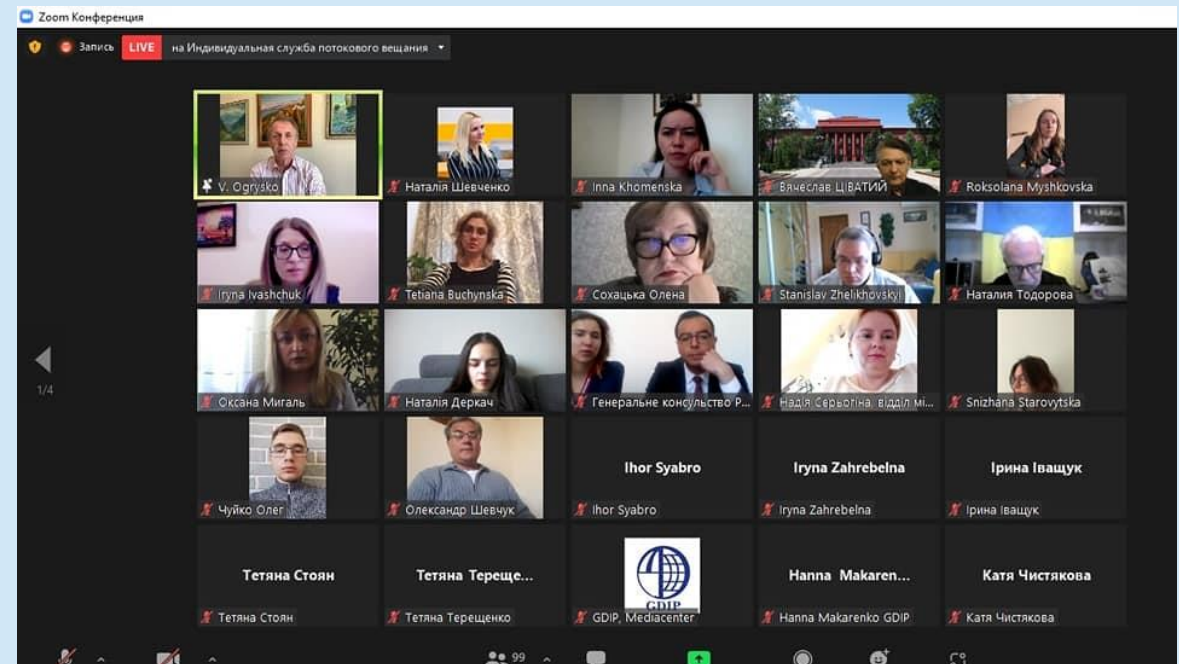 Zoom Конференция
Запись LIVE на Индивидуальная служба потокового вещания
V. Ogrysko
Наталія Шевченко
Inna Khomenska
Вячеслав ЦІВАТИЙ
Roksolana Myshkovska
Iryna Ivashchuk
Tetiana Buchynska
Сохацька Олена
Stanislav Zhelikhovskyi
Наталия Тодорова
1/4
Оксана Мигаль
Наталія Деркач
Генеральне консульство Р...
Надія Серьогіна, відділ мі...
Snizhana Starovytska
Чуйко Олег
Олександр Шевчук
Ihor Syabro
Ihor Syabro
Iryna Zahrebelna
Iryna Zahrebelna
Ірина Іващук
Ірина Іващук
Тетяна Стоян
Тетяна Стоян
Тетяна Тереще...
Тетяна Терещенко
GDIP
GDIP, Mediacenter
Hanna Makaren...
Hanna Makarenko GDIP
Катя Чистякова
Катя Чистякова
99